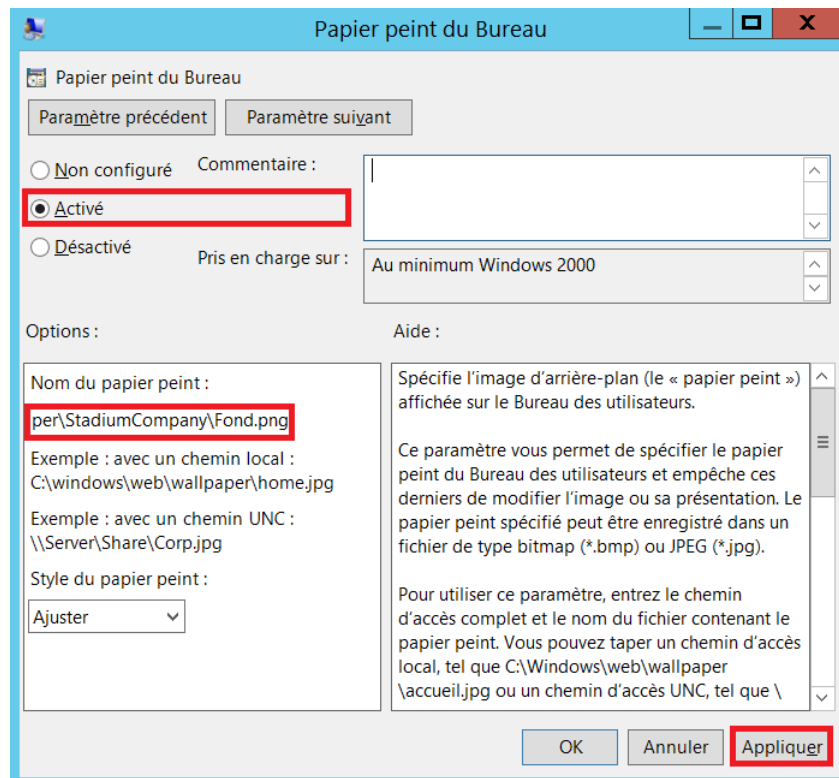 Papier peint du Bureau
Papier peint du Bureau
Paramètre précédent
Paramètre suivant
Non configuré
Commentaire :
Activé
Désactivé
Pris en charge sur :
Au minimum Windows 2000
Options :
Aide :
Nom du papier peint :
per\StadiumCompany\Fond.png
Exemple : avec un chemin local :
C:\windows\web\wallpaper\home.jpg
Exemple : avec un chemin UNC :
\\Server\Share\Corp.jpg
Style du papier peint :
Ajuster
Spécifie l'image d'arrière-plan (le « papier peint »)
affichée sur le Bureau des utilisateurs.
Ce paramètre vous permet de spécifier le papier
peint du Bureau des utilisateurs et empêche ces
derniers de modifier l'image ou sa présentation. Le
papier peint spécifié peut être enregistré dans un
fichier de type bitmap (*.bmp) ou JPEG (*.jpg).
Pour utiliser ce paramètre, entrez le chemin
d'accès complet et le nom du fichier contenant le
papier peint. Vous pouvez taper un chemin d'accès
local, tel que C:\Windows\web\wallpaper
\accueil.jpg ou un chemin d'accès UNC, tel que \
OK
Annuler
Appliquer